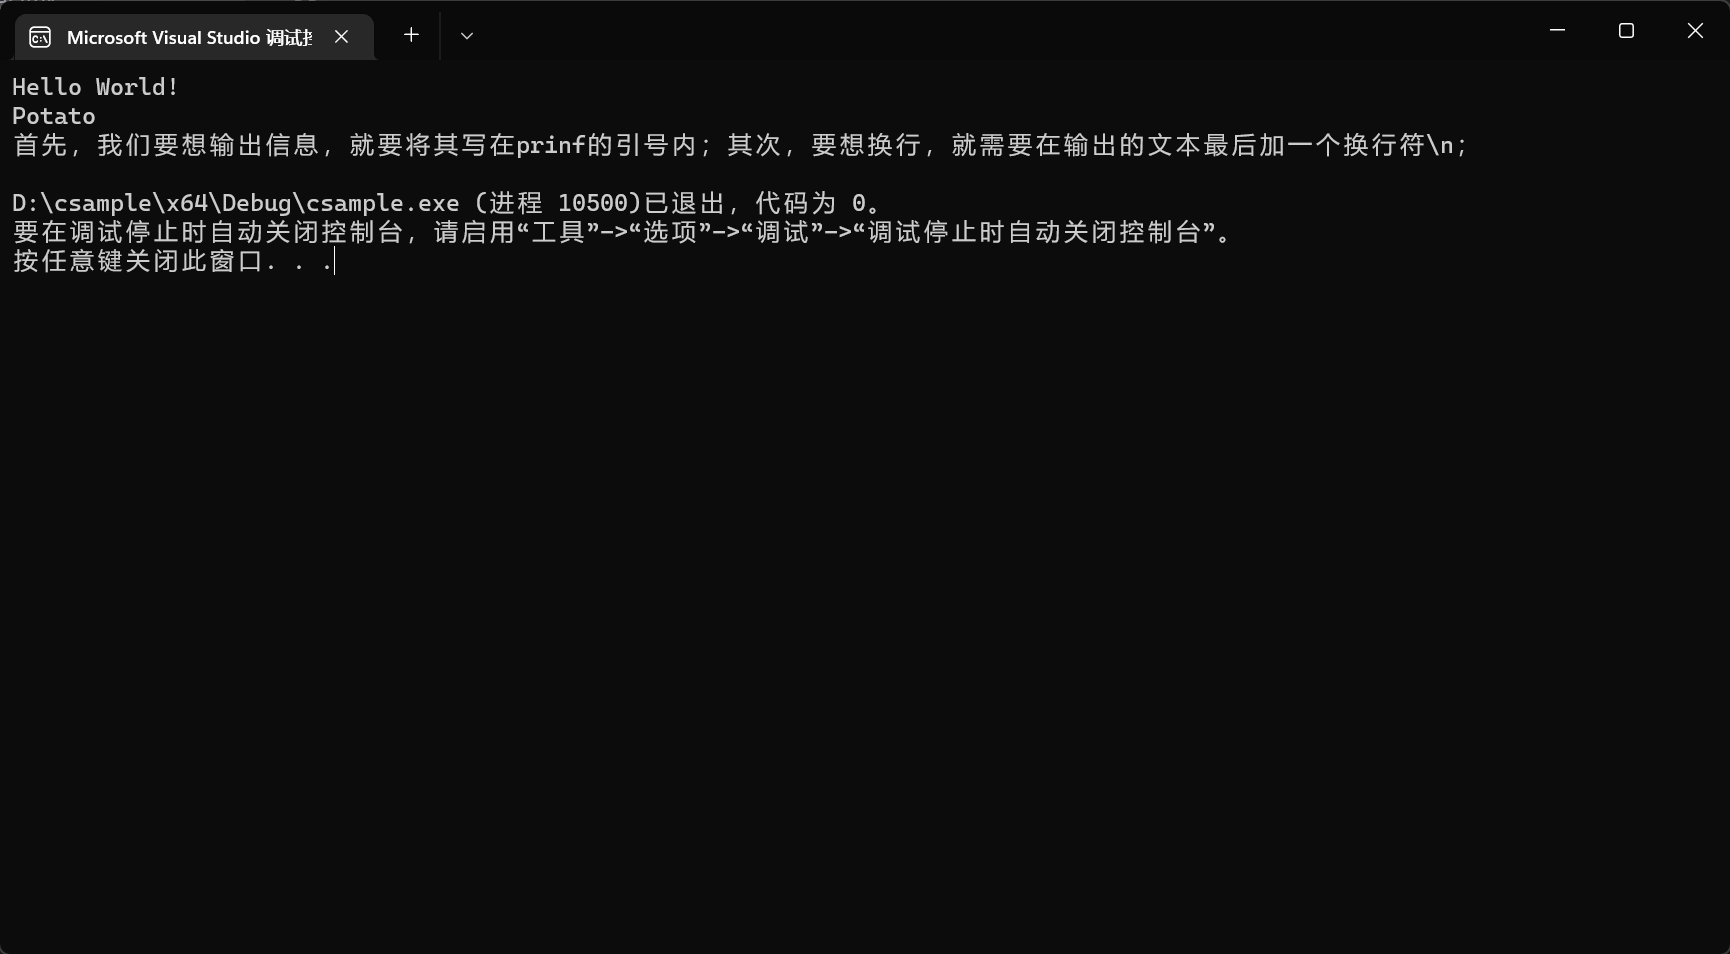 Microsoft Visual Studio 调试
Hello World!
Potato
首先，我们要想输出信息，就要将其写在prinf的引号内；其次，要想换行，就需要在输出的文本最后加一个换行符\n；
D:\csample\x64\Debug\csample.exe (进程 10500)已退出，代码为 0。
要在调试停止时自动关闭控制台，请启用“工具”->“选项”->“调试”->“调试停止时自动关闭控制台”。
按任意键关闭此窗口. . .